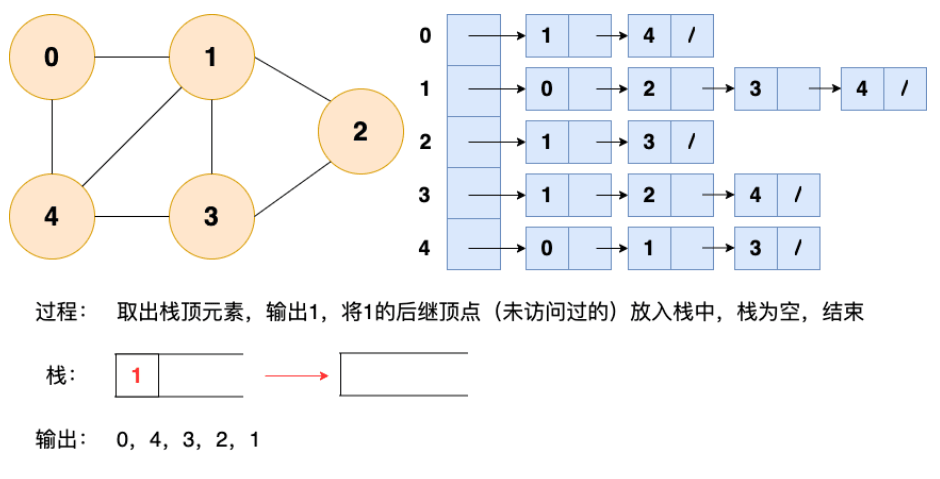 0 1
2
4 3
0 1 4 /
1 0 2 3 4 /
2 1 3 /
3 1 2 4 /
4 0 1 3 /
过程： 取出栈顶元素，输出1，将1的后继顶点（未访问过的）放入栈中，栈为空，结束
栈： 1
输出： 0，4，3，2，1